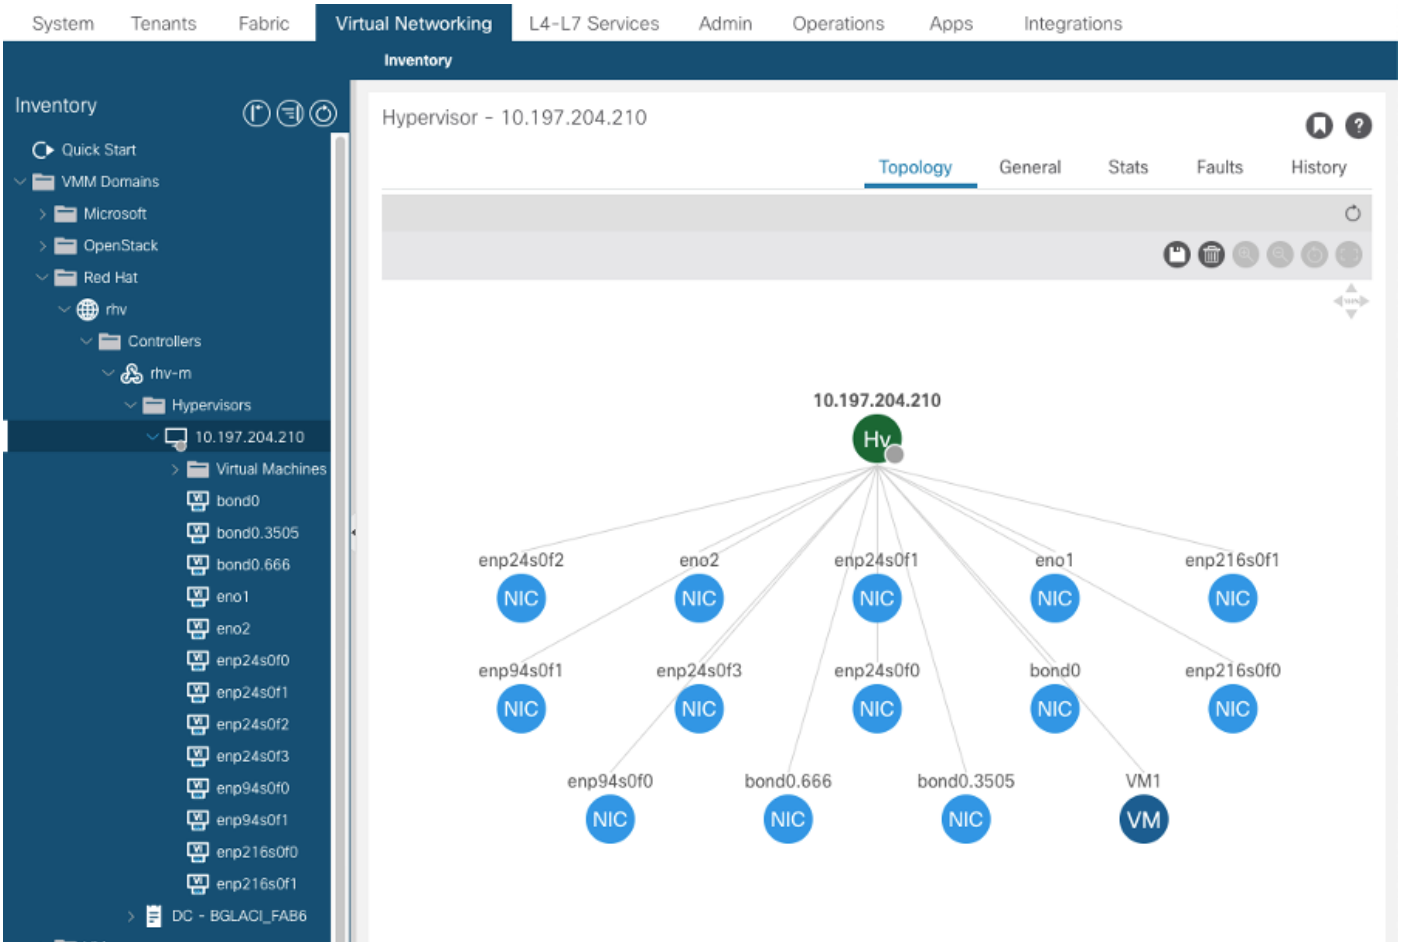 System Tenants Fabric Virtual Networking L4-L7 Services Admin Operations Apps Integrations
Inventory
Inventory
Quick Start
VMM Domains
Microsoft
OpenStack
Red Hat
rhv
Controllers
rhv-m
Hypervisors
10.197.204.210
Virtual Machines
bond0
bond0.3505
bond0.666
eno1
eno2
enp24s0f0
enp24s0f1
enp24s0f2
enp24s0f3
enp94s0f0
enp94s0f1
enp216s0f0
enp216s0f1
DC - BGLACI_FAB6
Hypervisor - 10.197.204.210
Topology General Stats Faults History
10.197.204.210
Hv
enp24s0f2 eno2 enp24s0f1 eno1 enp216s0f1
NIC NIC NIC NIC NIC
enp94s0f1 enp24s0f3 enp24s0f0 bond0 enp216s0f0
NIC NIC NIC NIC NIC
enp94s0f0 bond0.666 bond0.3505 VM1
NIC NIC NIC VM